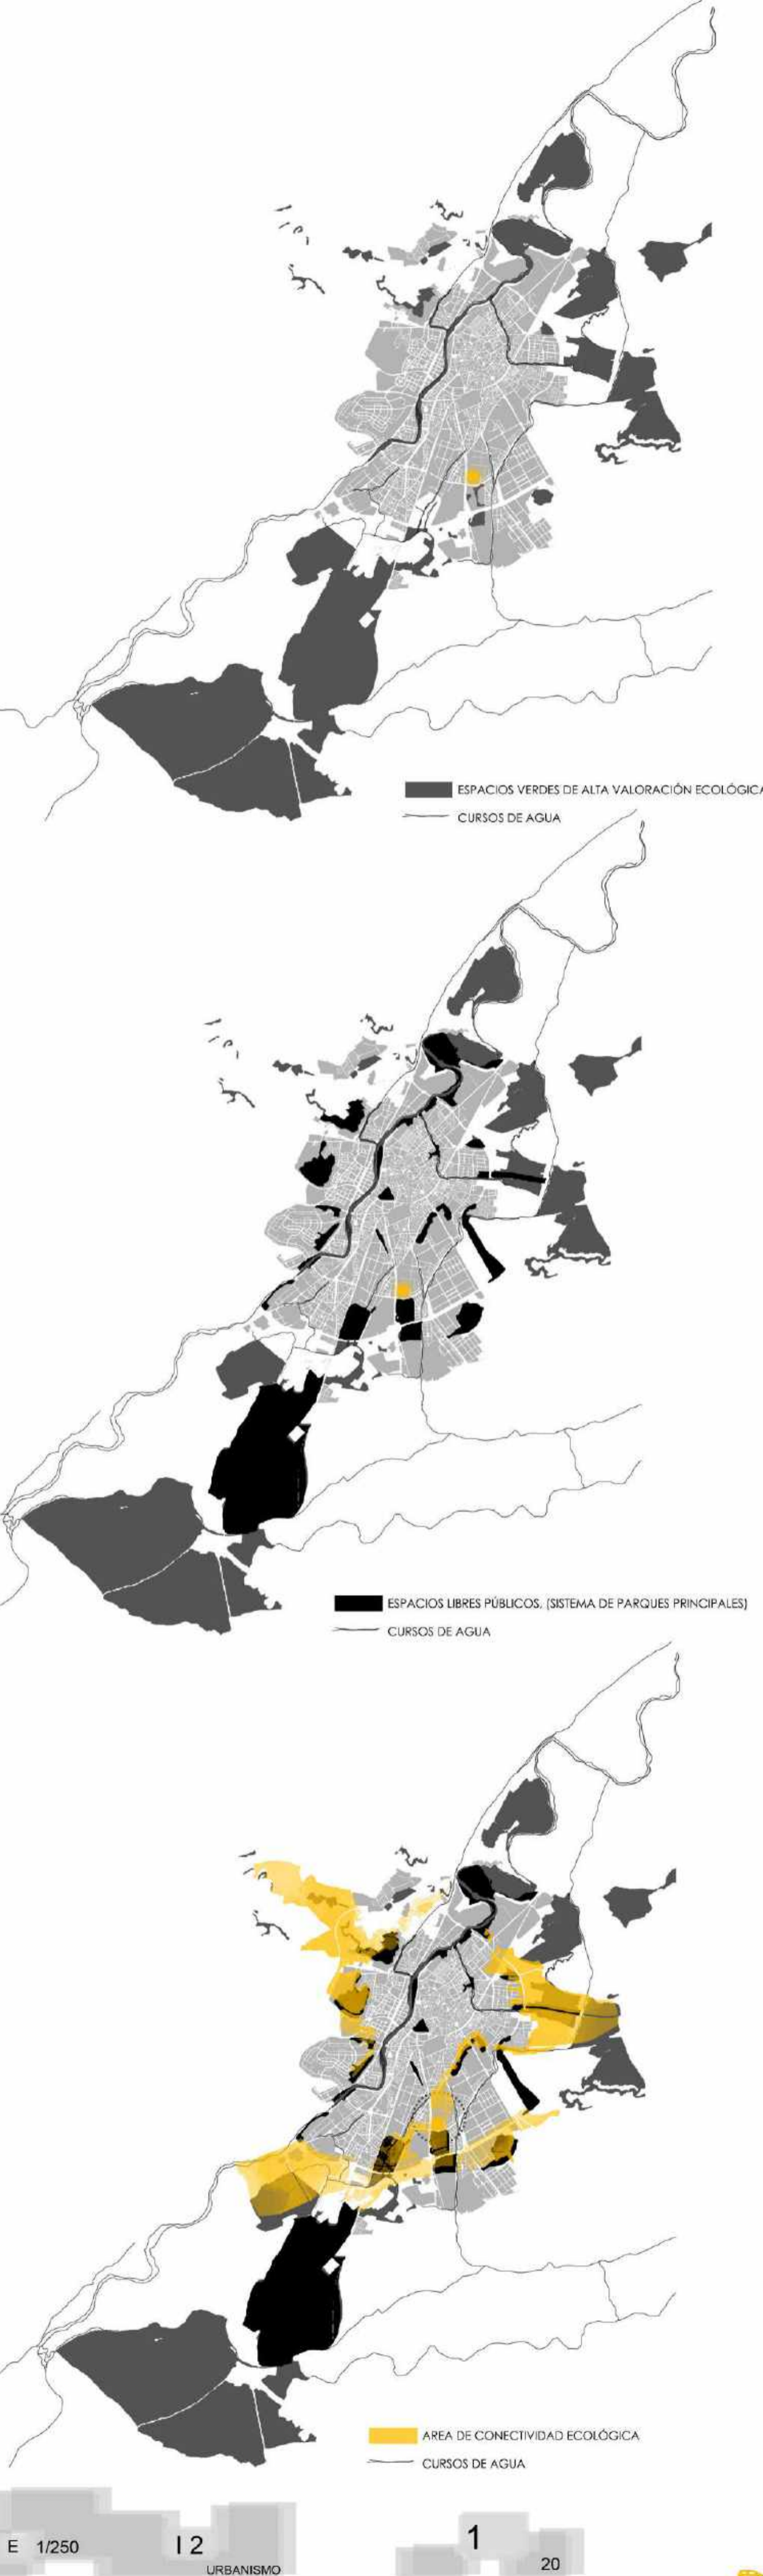 ESPACIOS VERDES DE ALTA VALORACIÓN ECOLÓGICA
CURSOS DE AGUA
ESPACIOS LIBRES PÚBLICOS, (SISTEMA DE PARQUES PRINCIPALES)
CURSOS DE AGUA
AREA DE CONECTIVIDAD ECOLÓGICA
CURSOS DE AGUA
E 1/250
I 2
URBANISMO
1
20